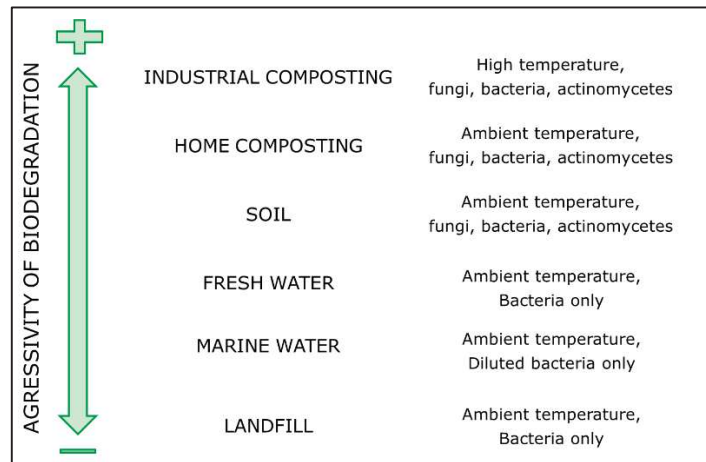 AGRESSIVITY OF BIODEGRADATION
INDUSTRIAL COMPOSTING
High temperature,
fungi, bacteria, actinomycetes
HOME COMPOSTING
Ambient temperature,
fungi, bacteria, actinomycetes
SOIL
Ambient temperature,
fungi, bacteria, actinomycetes
FRESH WATER
Ambient temperature,
Bacteria only
MARINE WATER
Ambient temperature,
Diluted bacteria only
LANDFILL
Ambient temperature,
Bacteria only